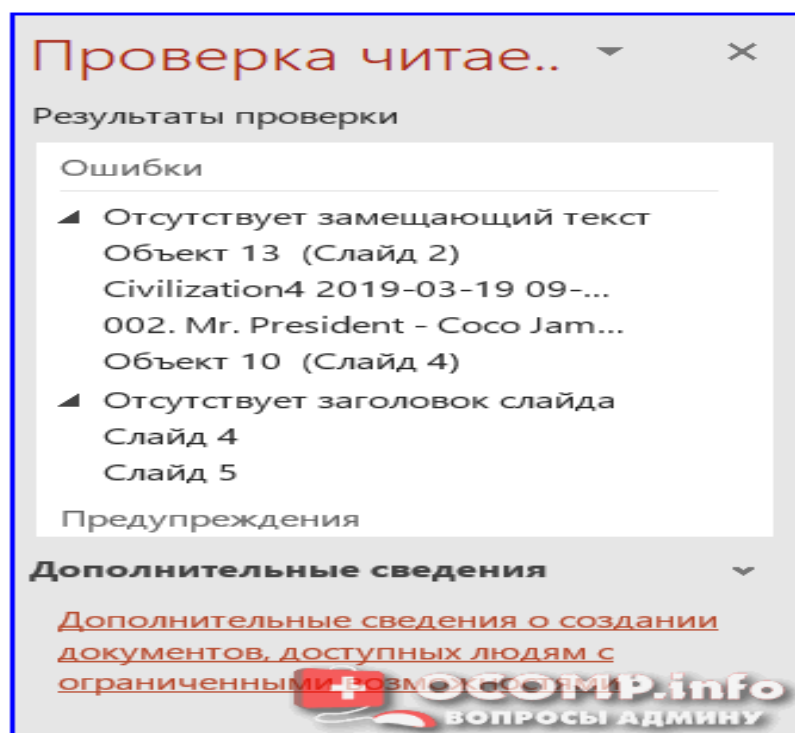 Проверка читае..
Результаты проверки
Ошибки
Отсутствует замещающий текст
Объект 13 (Слайд 2)
Civilization4 2019-03-19 09-...
002. Mr. President - Coco Jam...
Объект 10 (Слайд 4)
Отсутствует заголовок слайда
Слайд 4
Слайд 5
Предупреждения
Дополнительные сведения
Дополнительные сведения о создании
документов, доступных людям с
ограниченными возможностями
OCOMP.info
ВОПРОСЫ АДМИНУ